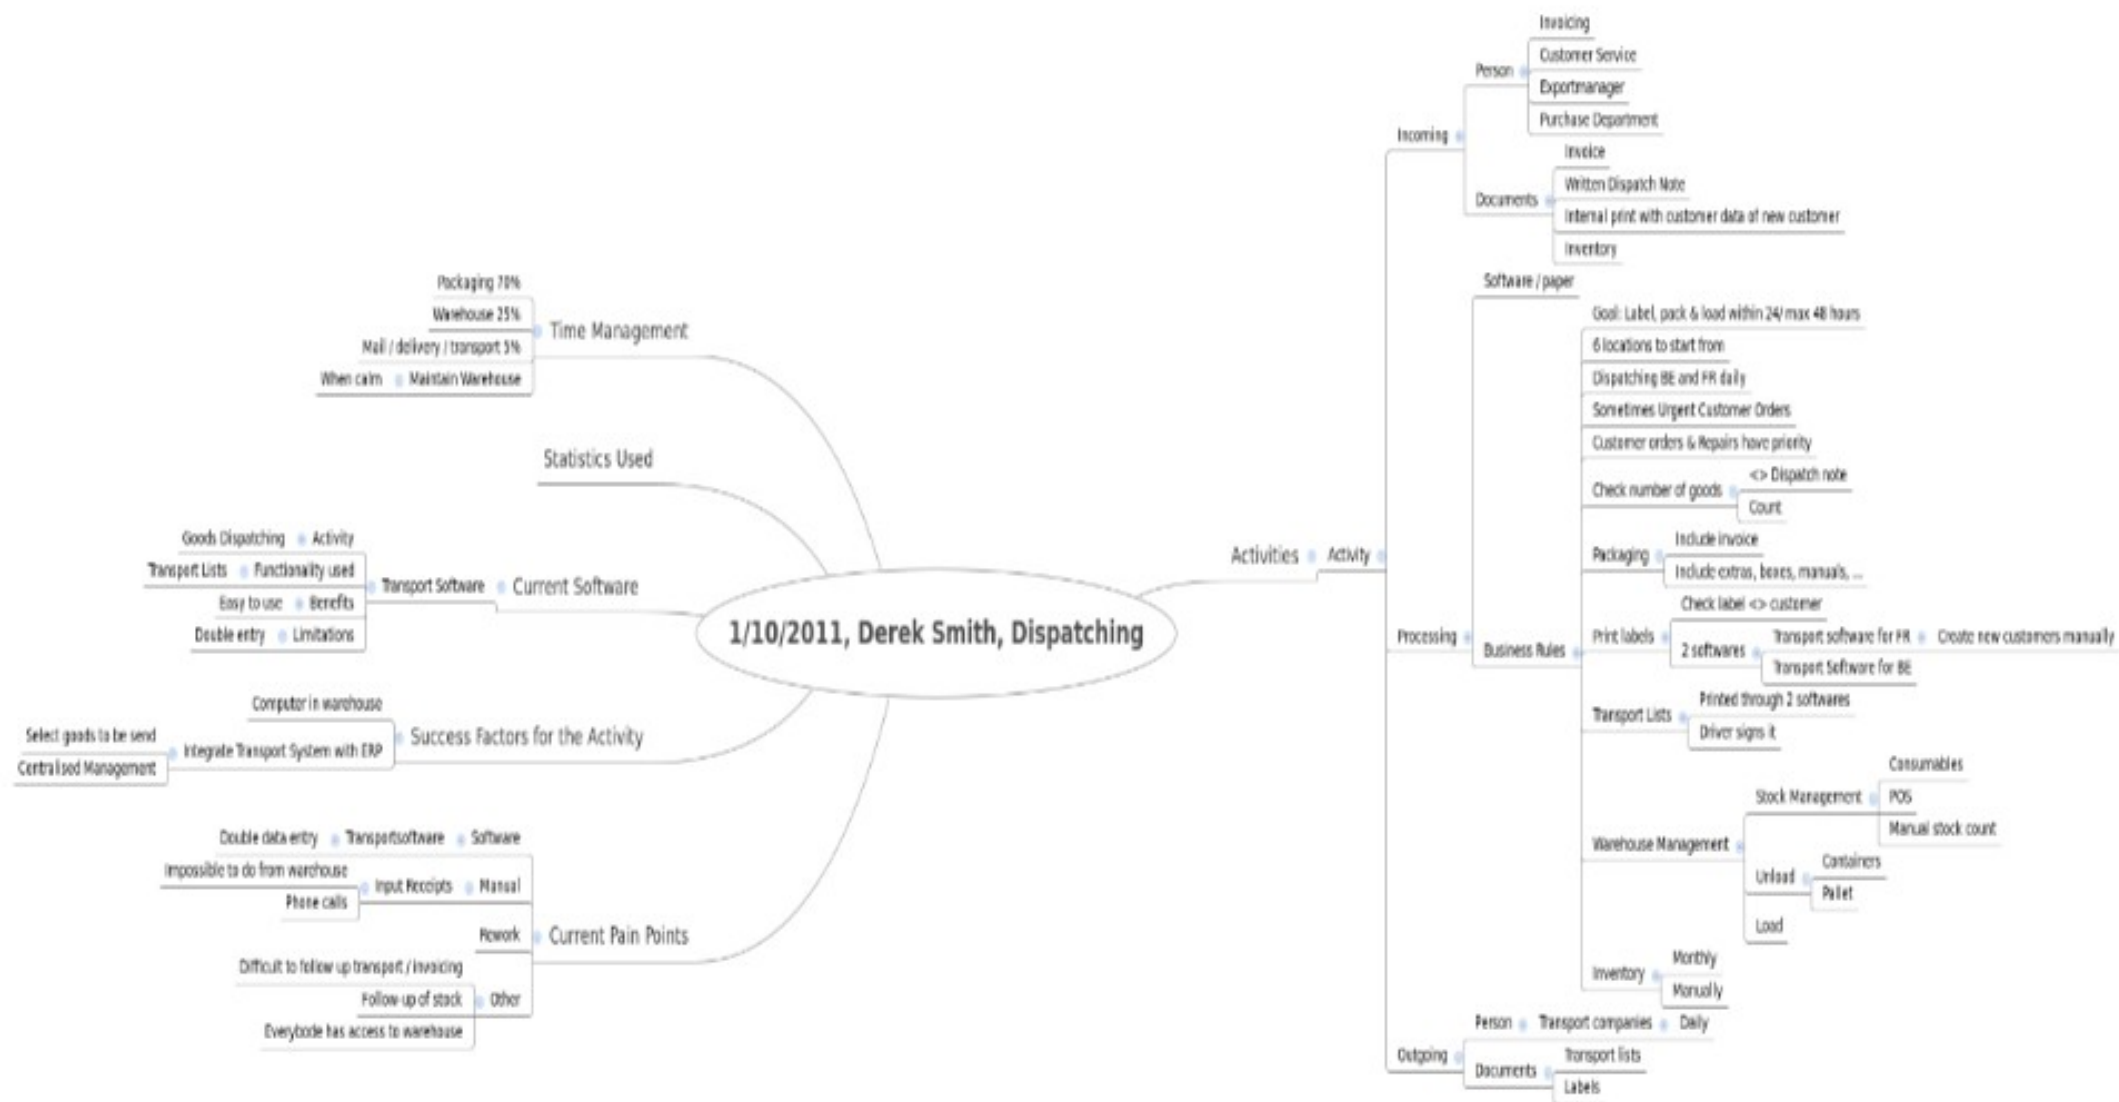 1/10/2011, Derek Smith, Dispatching
Time Management
Packaging 70%
Warehouse 25%
Mail / delivery / transport 5%
Maintain Warehouse
When calm
Statistics Used
Current Software
Transport Software
Activity
Goods Dispatching
Functionality used
Transport Lists
Benefits
Easy to use
Limitations
Double entry
Success Factors for the Activity
Computer in warehouse
Integrate Transport System with ERP
Select goods to be send
Centralised Management
Current Pain Points
Software
Transportsoftware
Double data entry
Manual
Input Receipts
Impossible to do from warehouse
Phone calls
Rework
Other
Difficult to follow up transport / invoicing
Follow-up of stock
Everybode has access to warehouse
Activities
Activity
Incoming
Person
Invoicing
Customer Service
Exportmanager
Purchase Department
Documents
Invoice
Written Dispatch Note
Internal print with customer data of new customer
Inventory
Processing
Software / paper
Business Rules
Goal: Label, pack & load within 24/ max 48 hours
6 locations to start from
Dispatching BE and FR daily
Sometimes Urgent Customer Orders
Customer orders & Repairs have priority
Check number of goods
<> Dispatch note
Count
Packaging
Include invoice
Include extras, boxes, manuals, ...
Print labels
Check label <> customer
2 softwares
Transport software for FR
Create new customers manually
Transport Software for BE
Transport Lists
Printed through 2 softwares
Driver signs it
Warehouse Management
Stock Management
Consumables
POS
Manual stock count
Unload
Containers
Pallet
Load
Inventory
Monthly
Manually
Outgoing
Person
Transport companies
Daily
Documents
Transport lists
Labels